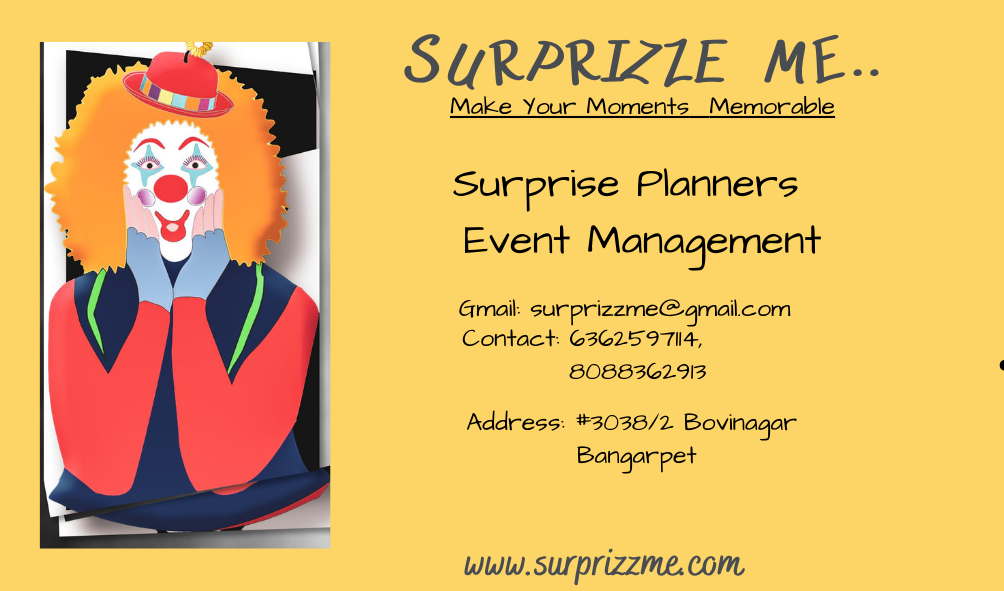 SURPRIZZE ME..
Make Your Moments Memorable
Surprise Planners
Event Management
Gmail: surprizzme@gmail.com
Contact: 6362597114,
8088362913
Address: #3038/2 Bovinagar
Bangarpet
www.surprizzme.com